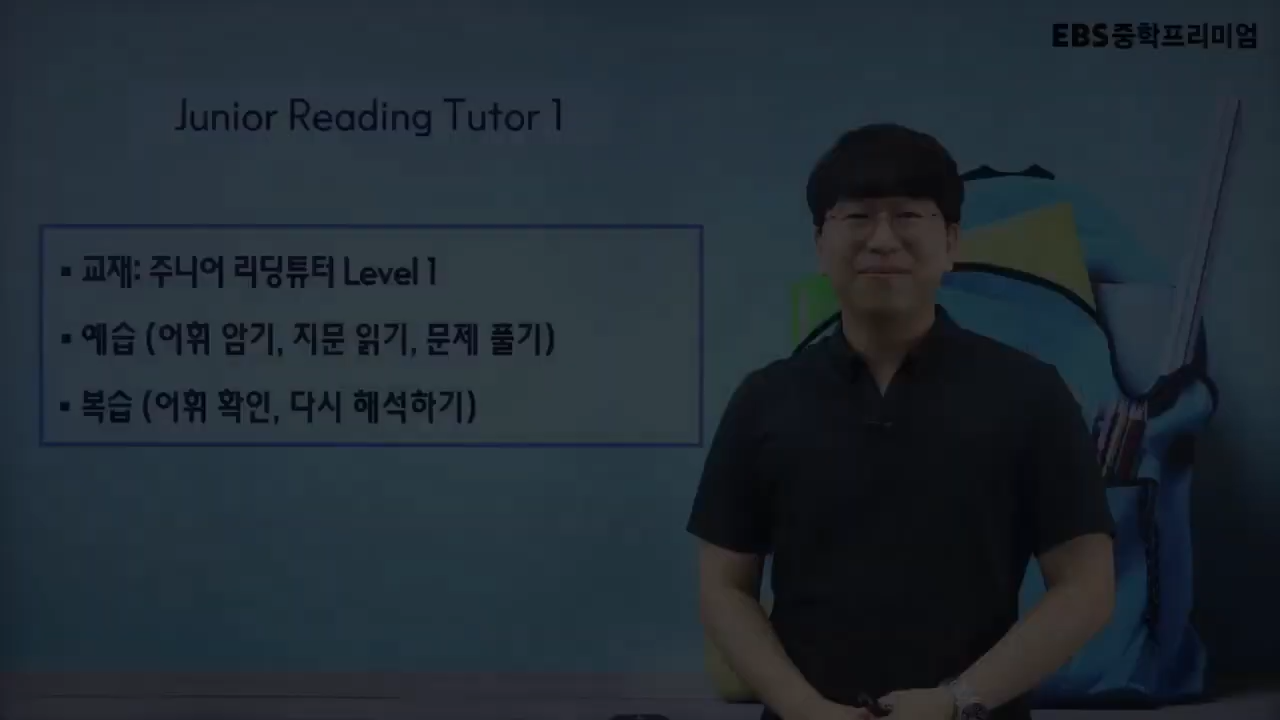 EBS중학프리미엄
Junior Reading Tutor 1
▪ 교재: 주니어 리딩튜터 Level 1
▪ 예습 (어휘 암기, 지문 읽기, 문제 풀기)
▪ 복습 (어휘 확인, 다시 해석하기)